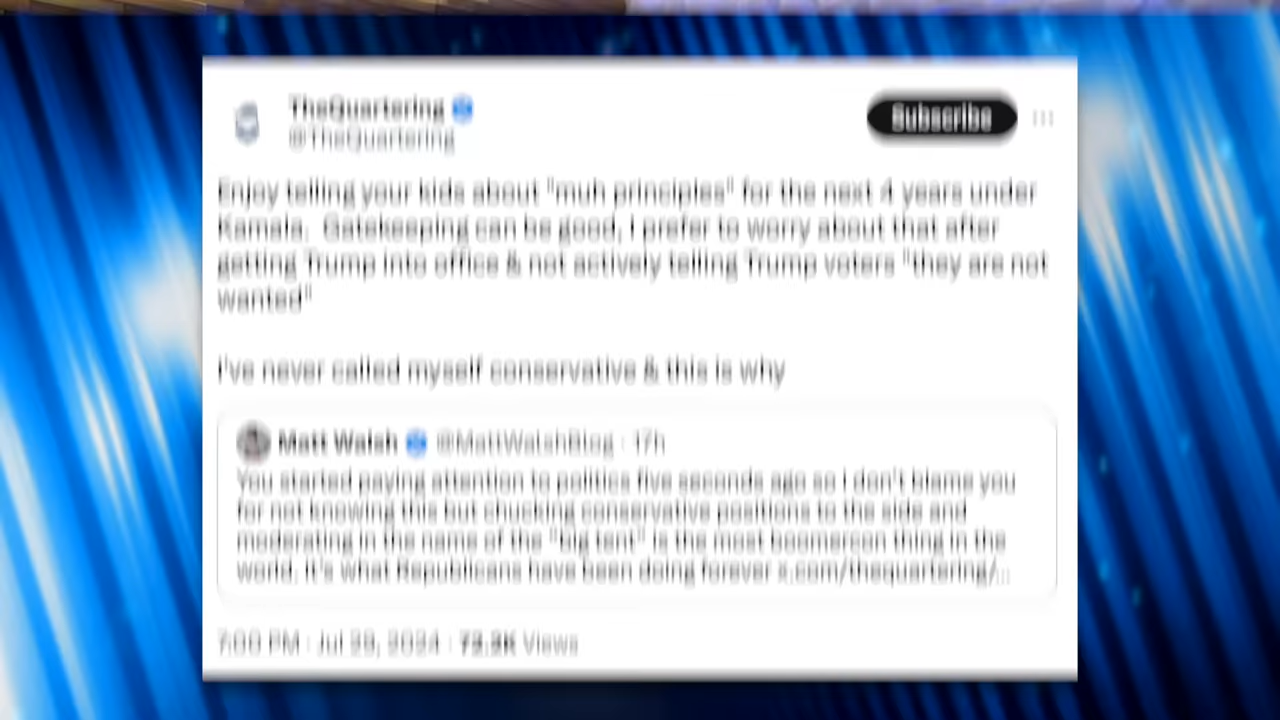 TheQuartering
@TheQuartering
Subscribe
Enjoy telling your kids about "muh principles" for the next 4 years under
Kamala. Gatekeeping can be good, I prefer to worry about that after
getting Trump into office & not actively telling Trump voters "they are not
wanted"
I've never called myself conservative & this is why
Matt Walsh @MattWalshBlog · 17h
You started paying attention to politics five seconds ago so I don't blame you
for not knowing this but chucking conservative positions to the side and
moderating in the name of the "big tent" is the most boomercon thing in the
world. It's what Republicans have been doing forever x.com/thequartering/...
7:00 PM · Jul 2024 · Views